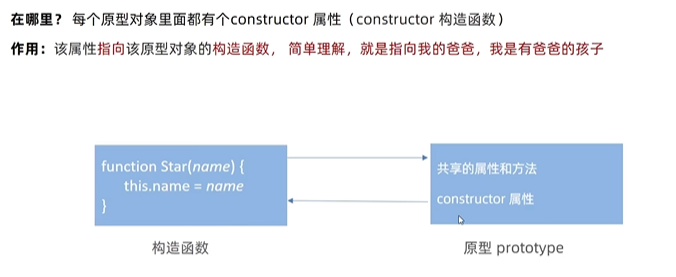 在哪里？ 每个原型对象里面都有个constructor 属性（constructor 构造函数）
作用：该属性指向该原型对象的构造函数， 简单理解，就是指向我的爸爸，我是有爸爸的孩子
function Star(name) {
this.name = name
}
共享的属性和方法
constructor 属性
构造函数
原型 prototype